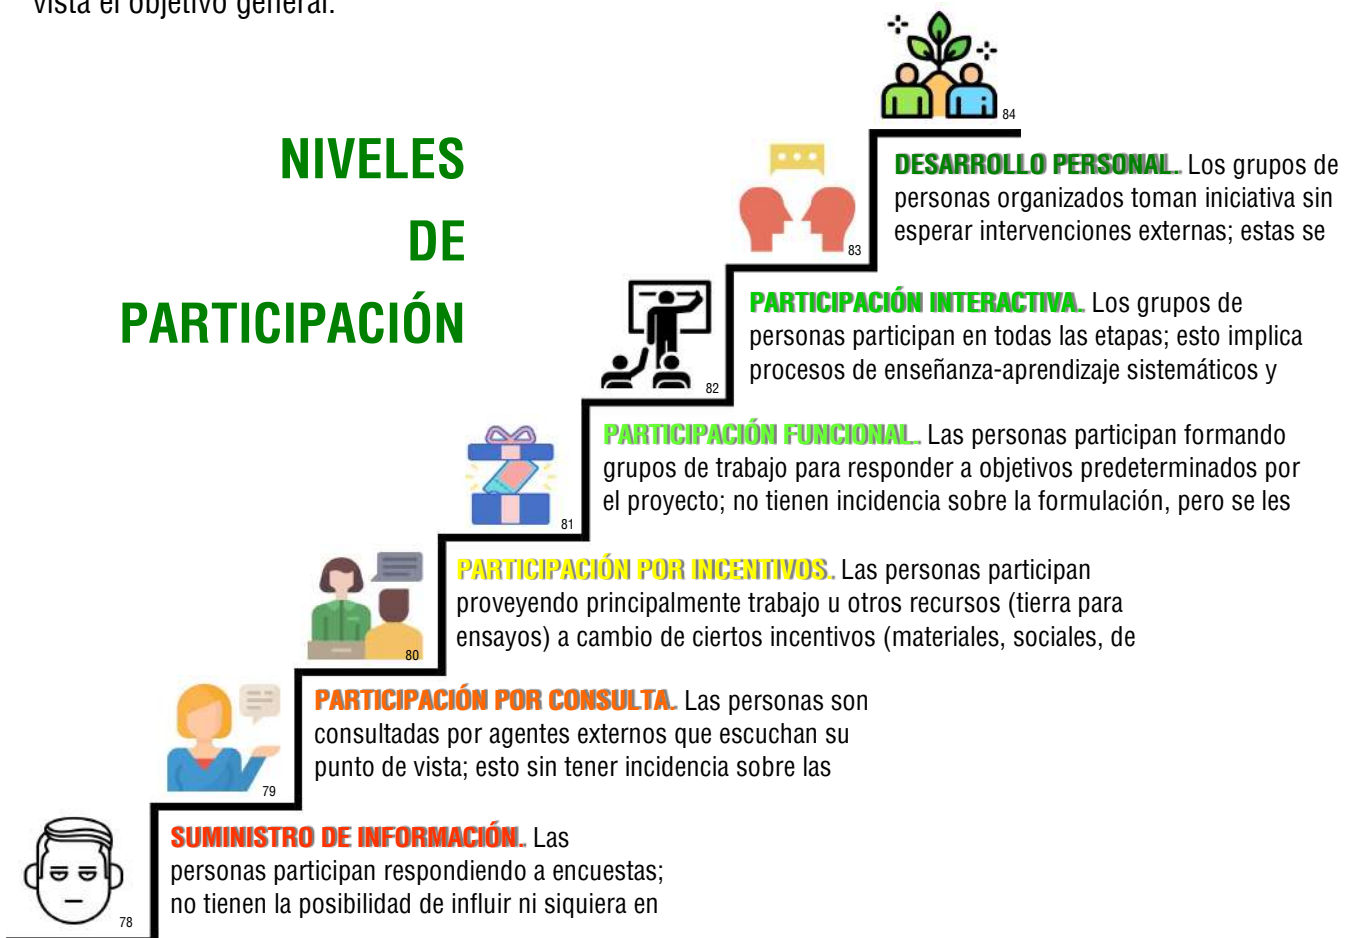 vista el objetivo general.
NIVELES
DE
PARTICIPACIÓN
84
DESARROLLO PERSONAL. Los grupos de
personas organizados toman iniciativa sin
esperar intervenciones externas; estas se
83
PARTICIPACIÓN INTERACTIVA. Los grupos de
personas participan en todas las etapas; esto implica
procesos de enseñanza-aprendizaje sistemáticos y
82
PARTICIPACIÓN FUNCIONAL. Las personas participan formando
grupos de trabajo para responder a objetivos predeterminados por
el proyecto; no tienen incidencia sobre la formulación, pero se les
81
PARTICIPACIÓN POR INCENTIVOS. Las personas participan
proveyendo principalmente trabajo u otros recursos (tierra para
ensayos) a cambio de ciertos incentivos (materiales, sociales, de
80
PARTICIPACIÓN POR CONSULTA. Las personas son
consultadas por agentes externos que escuchan su
punto de vista; esto sin tener incidencia sobre las
79
SUMINISTRO DE INFORMACIÓN. Las
personas participan respondiendo a encuestas;
no tienen la posibilidad de influir ni siquiera en
78